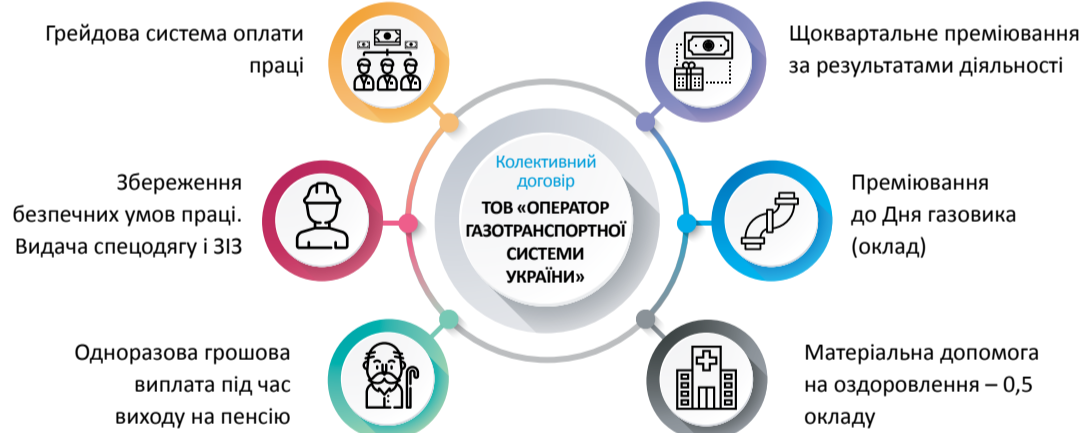 Грейдова система оплати
праці
Щоквартальне преміювання
за результатами діяльності
Колективний
договір
ТОВ «ОПЕРАТОР
ГАЗОТРАНСПОРТНОЇ
СИСТЕМИ
УКРАЇНИ»
Збереження
безпечних умов праці.
Видача спецодягу і ЗІЗ
Преміювання
до Дня газовика
(оклад)
Одноразова грошова
виплата під час
виходу на пенсію
Матеріальна допомога
на оздоровлення – 0,5
окладу